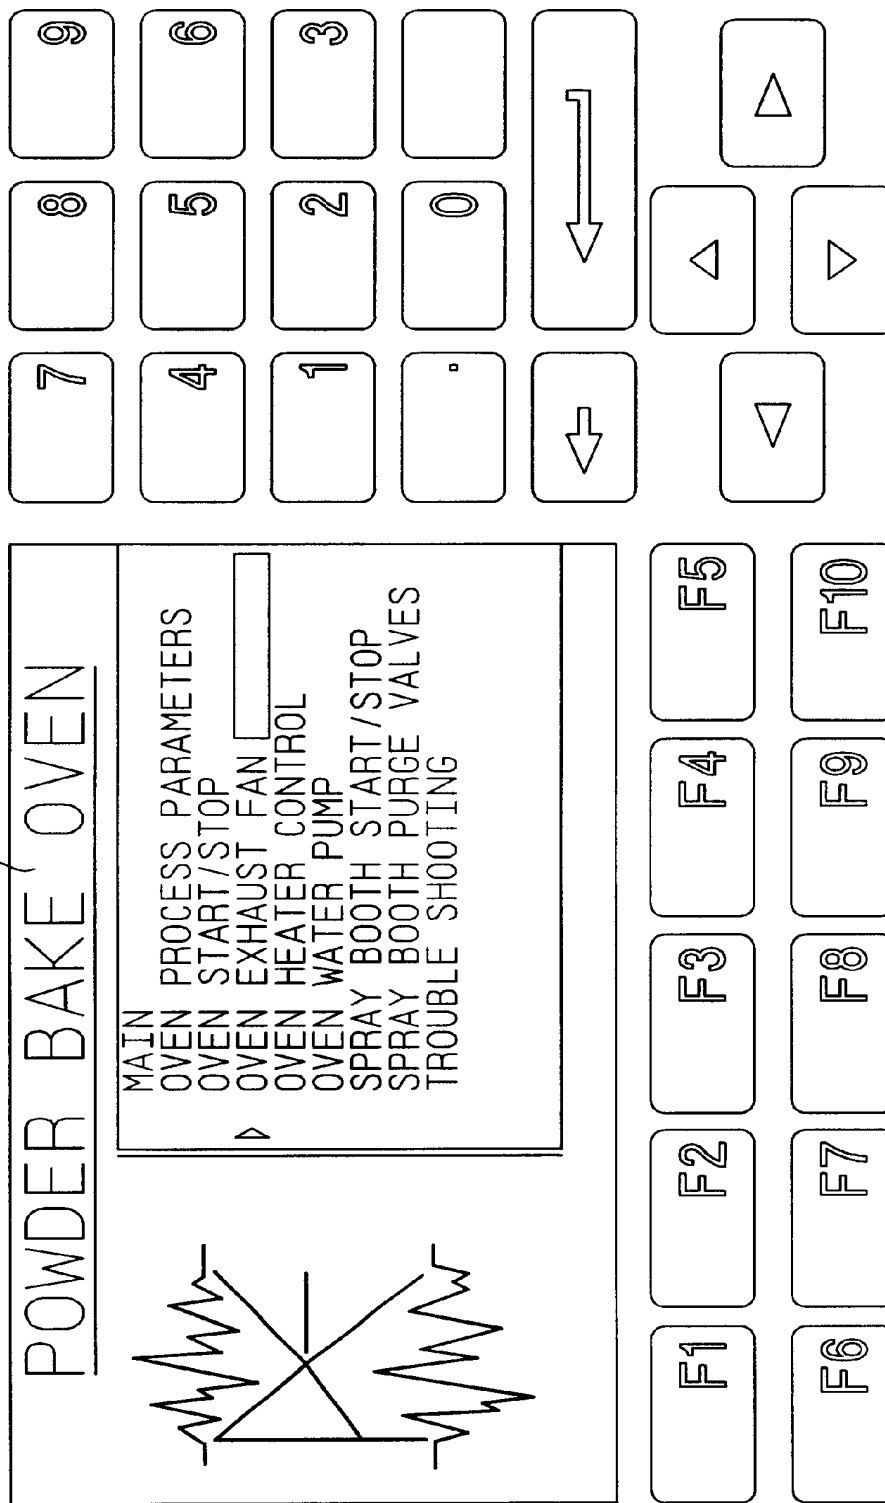 POWDER BAKE OVEN
MAIN
OVEN PROCESS PARAMETERS
OVEN START/STOP
OVEN EXHAUST FAN
OVEN HEATER CONTROL
OVEN WATER PUMP
SPRAY BOOTH START/STOP
SPRAY BOOTH PURGE VALVES
TROUBLE SHOOTING
7 8 9
4 5 6
1 2 3
. 0
F1 F2 F3 F4 F5
F6 F7 F8 F9 F10